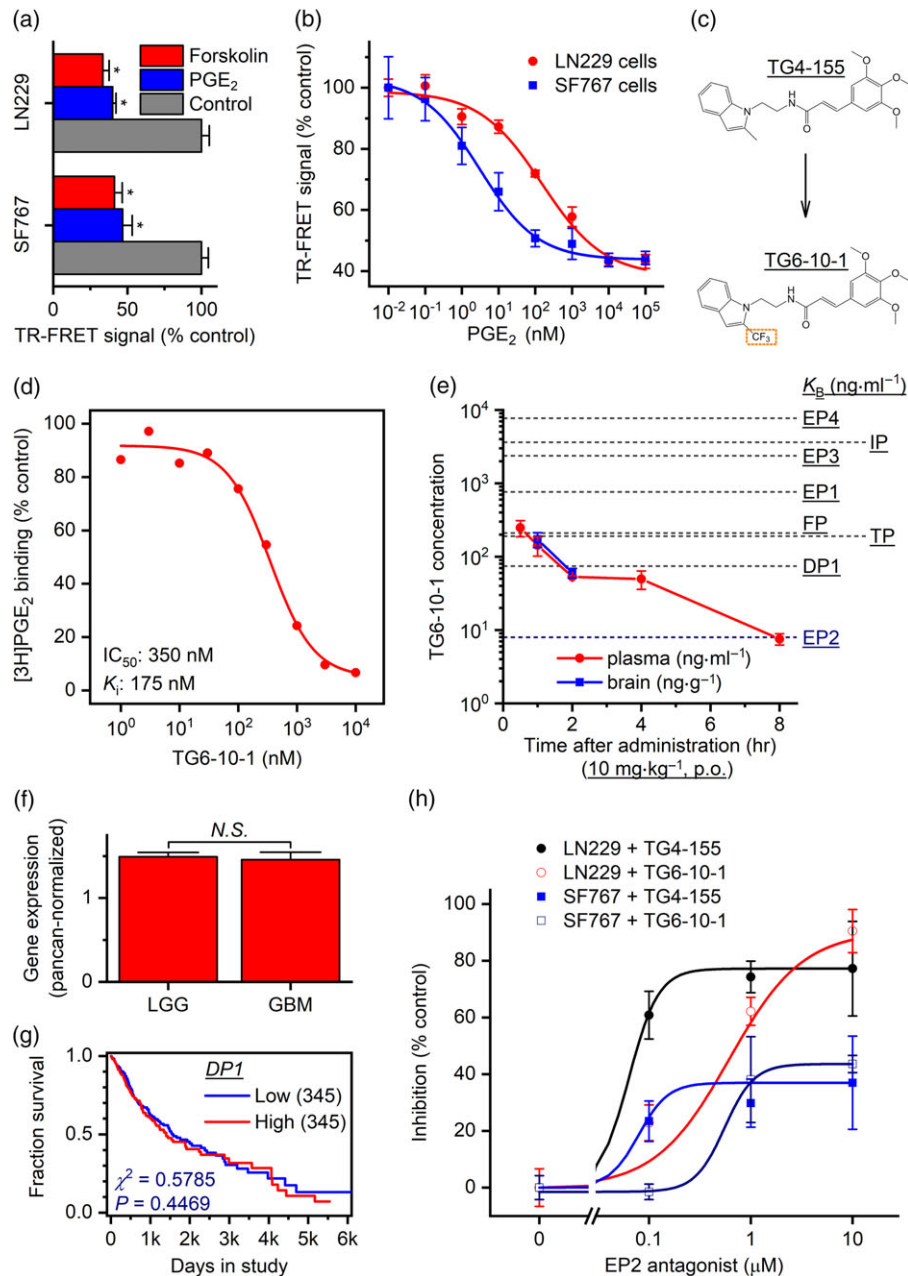 (a)
LN229
SF767
Forskolin
PGE₂
Control
*
*
*
*
0 50 100
TR-FRET signal (% control)
(b)
TR-FRET signal (% control)
120
100
80
60
40
LN229 cells
SF767 cells
10⁻² 10⁻¹ 10⁰ 10¹ 10² 10³ 10⁴ 10⁵
PGE₂ (nM)
(c)
TG4-155
N
H
N
O
O
O
O
TG6-10-1
N
CF₃
H
N
O
O
O
O
(d)
[3H]PGE₂ binding (% control)
100
80
60
40
20
0
IC₅₀: 350 nM
Kᵢ: 175 nM
10⁰ 10¹ 10² 10³ 10⁴
TG6-10-1 (nM)
(e)
TG6-10-1 concentration
10⁴
10³
10²
10¹
10⁰
K_B (ng·ml⁻¹)
EP4
IP
EP3
EP1
FP
TP
DP1
EP2
plasma (ng·ml⁻¹)
brain (ng·g⁻¹)
0 2 4 6 8
Time after administration (hr)
(10 mg·kg⁻¹, p.o.)
(f)
Gene expression
(pancan-normalized)
1
0
N.S.
LGG GBM
(g)
Fraction survival
1.0
0.5
0.0
DP1
Low (345)
High (345)
χ² = 0.5785
P = 0.4469
0 1k 2k 3k 4k 5k 6k
Days in study
(h)
LN229 + TG4-155
LN229 + TG6-10-1
SF767 + TG4-155
SF767 + TG6-10-1
Inhibition (% control)
100
80
60
40
20
0
0 0.1 1 10
EP2 antagonist (μM)